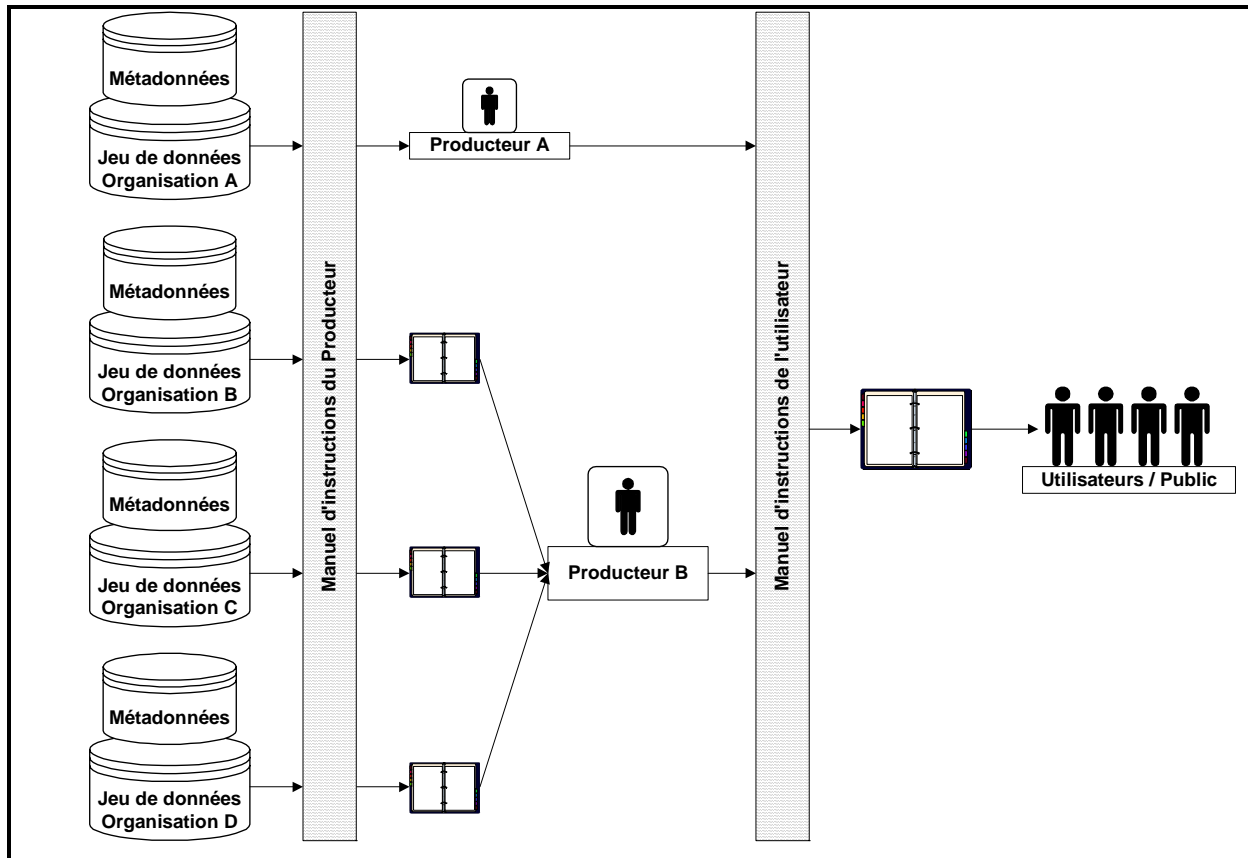 Métadonnées
Jeu de données
Organisation A
Métadonnées
Jeu de données
Organisation B
Métadonnées
Jeu de données
Organisation C
Métadonnées
Jeu de données
Organisation D
Manuel d'instructions du Producteur
Producteur A
Producteur B
Manuel d'instructions de l'utilisateur
Utilisateurs / Public